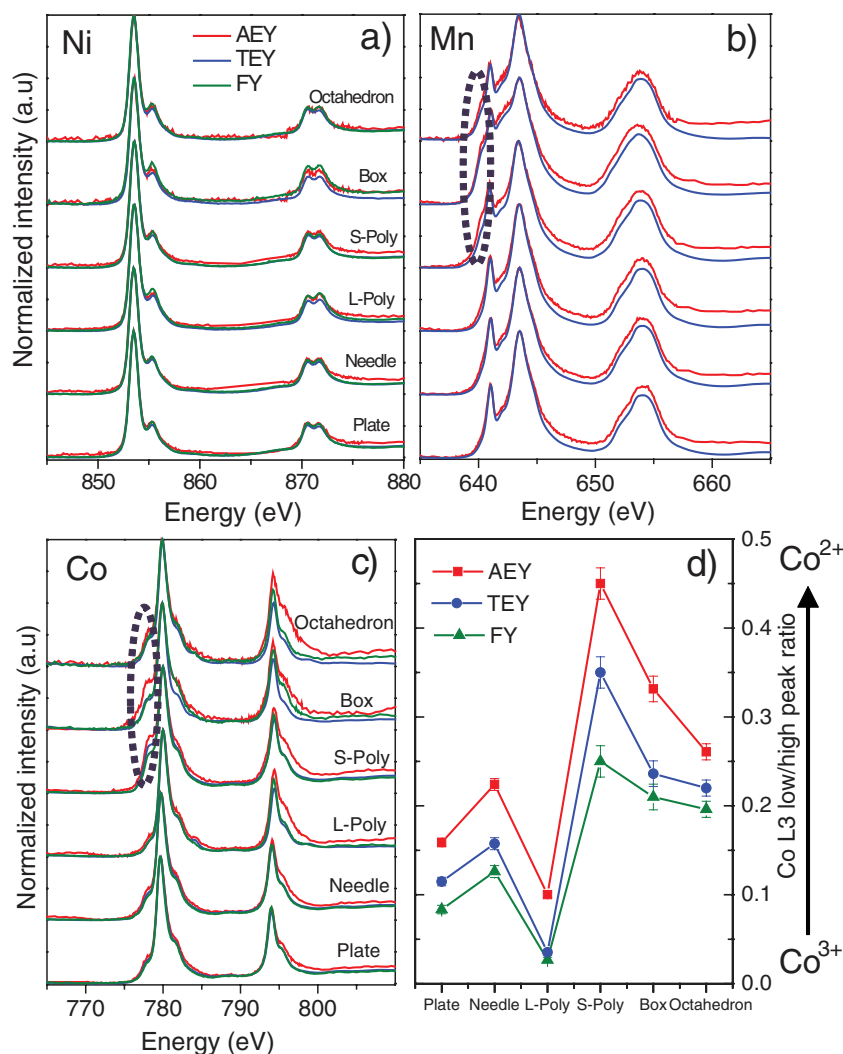 Ni
AEY
TEY
FY
a)
Octahedron
Box
S-Poly
L-Poly
Needle
Plate
Normalized intensity (a.u)
850 860 870 880
Energy (eV)
Mn
b)
640 650 660
Energy (eV)
Co
c)
Octahedron
Box
S-Poly
L-Poly
Needle
Plate
Normalized intensity (a.u)
770 780 790 800
Energy (eV)
d)
AEY
TEY
FY
0.5
0.4
0.3
0.2
0.1
0.0
Co L3 low/high peak ratio
Co2+
Co3+
Plate Needle L-Poly S-Poly Box Octahedron